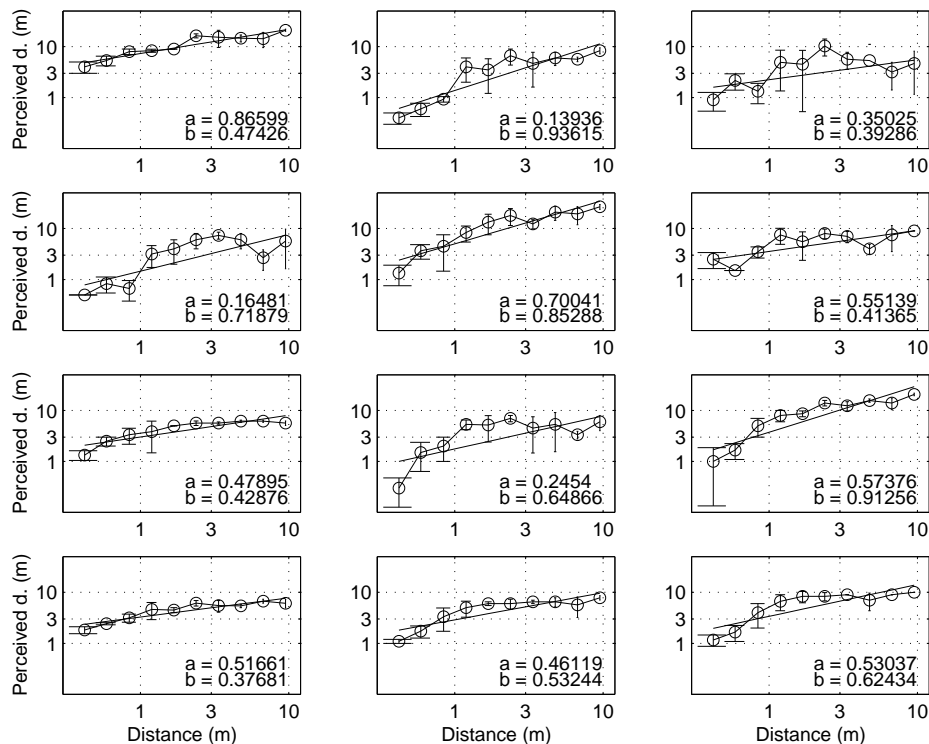 Perceived d. (m)
10
3
1
a = 0.86599
b = 0.47426
1
3
10
10
3
1
a = 0.13936
b = 0.93615
1
3
10
10
3
1
a = 0.35025
b = 0.39286
1
3
10
Perceived d. (m)
10
3
1
a = 0.16481
b = 0.71879
1
3
10
10
3
1
a = 0.70041
b = 0.85288
1
3
10
10
3
1
a = 0.55139
b = 0.41365
1
3
10
Perceived d. (m)
10
3
1
a = 0.47895
b = 0.42876
1
3
10
10
3
1
a = 0.2454
b = 0.64866
1
3
10
10
3
1
a = 0.57376
b = 0.91256
1
3
10
Perceived d. (m)
10
3
1
a = 0.51661
b = 0.37681
1
3
10
Distance (m)
10
3
1
a = 0.46119
b = 0.53244
1
3
10
Distance (m)
10
3
1
a = 0.53037
b = 0.62434
1
3
10
Distance (m)